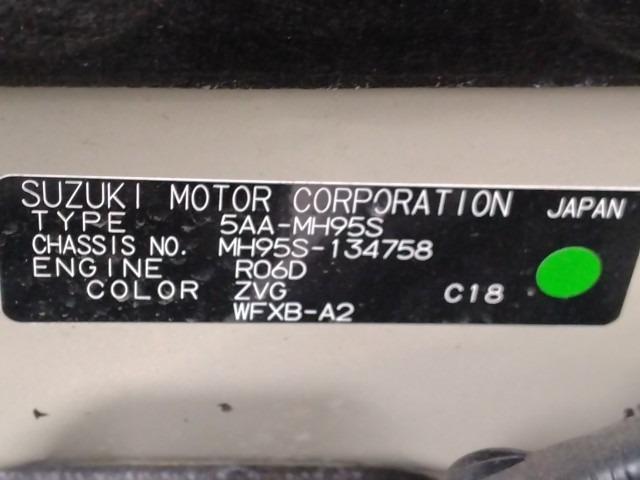 SUZUKI MOTOR CORPORATION JAPAN
TYPE 5AA-MH95S
CHASSIS NO. MH95S-134758
ENGINE R06D
COLOR ZVG C18
WFXB-A2